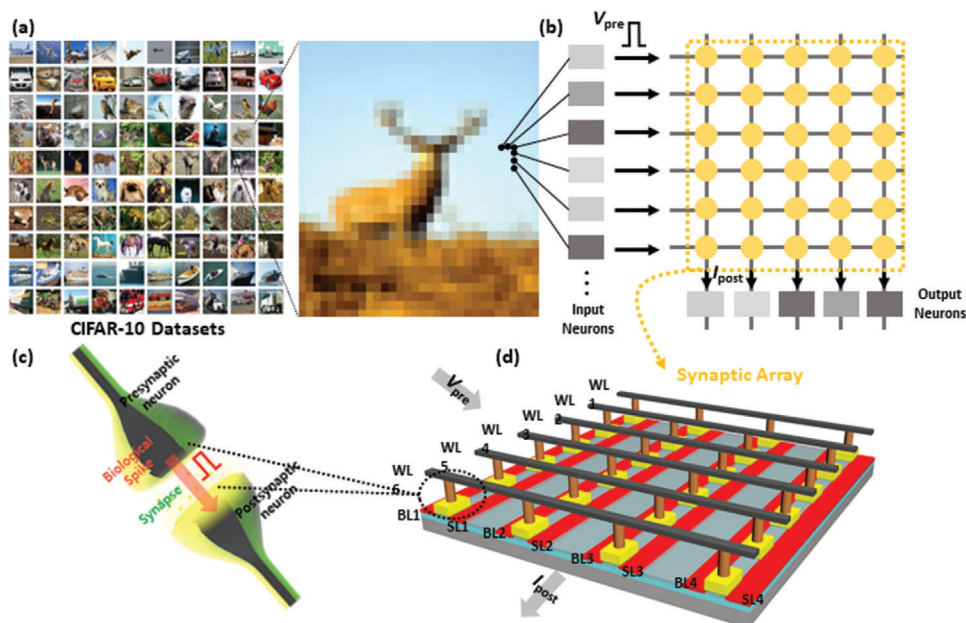 (a)
CIFAR-10 Datasets
(b)
Vpre
Input
Neurons
Ipost
Output
Neurons
Synaptic Array
(c)
Presynaptic
neuron
Biological
Spike
Synapse
Postsynaptic
neuron
(d)
Vpre
WL
1
WL
2
WL
3
WL
4
WL
5
WL
6
BL1
SL1
BL2
SL2
BL3
SL3
BL4
SL4
Ipost